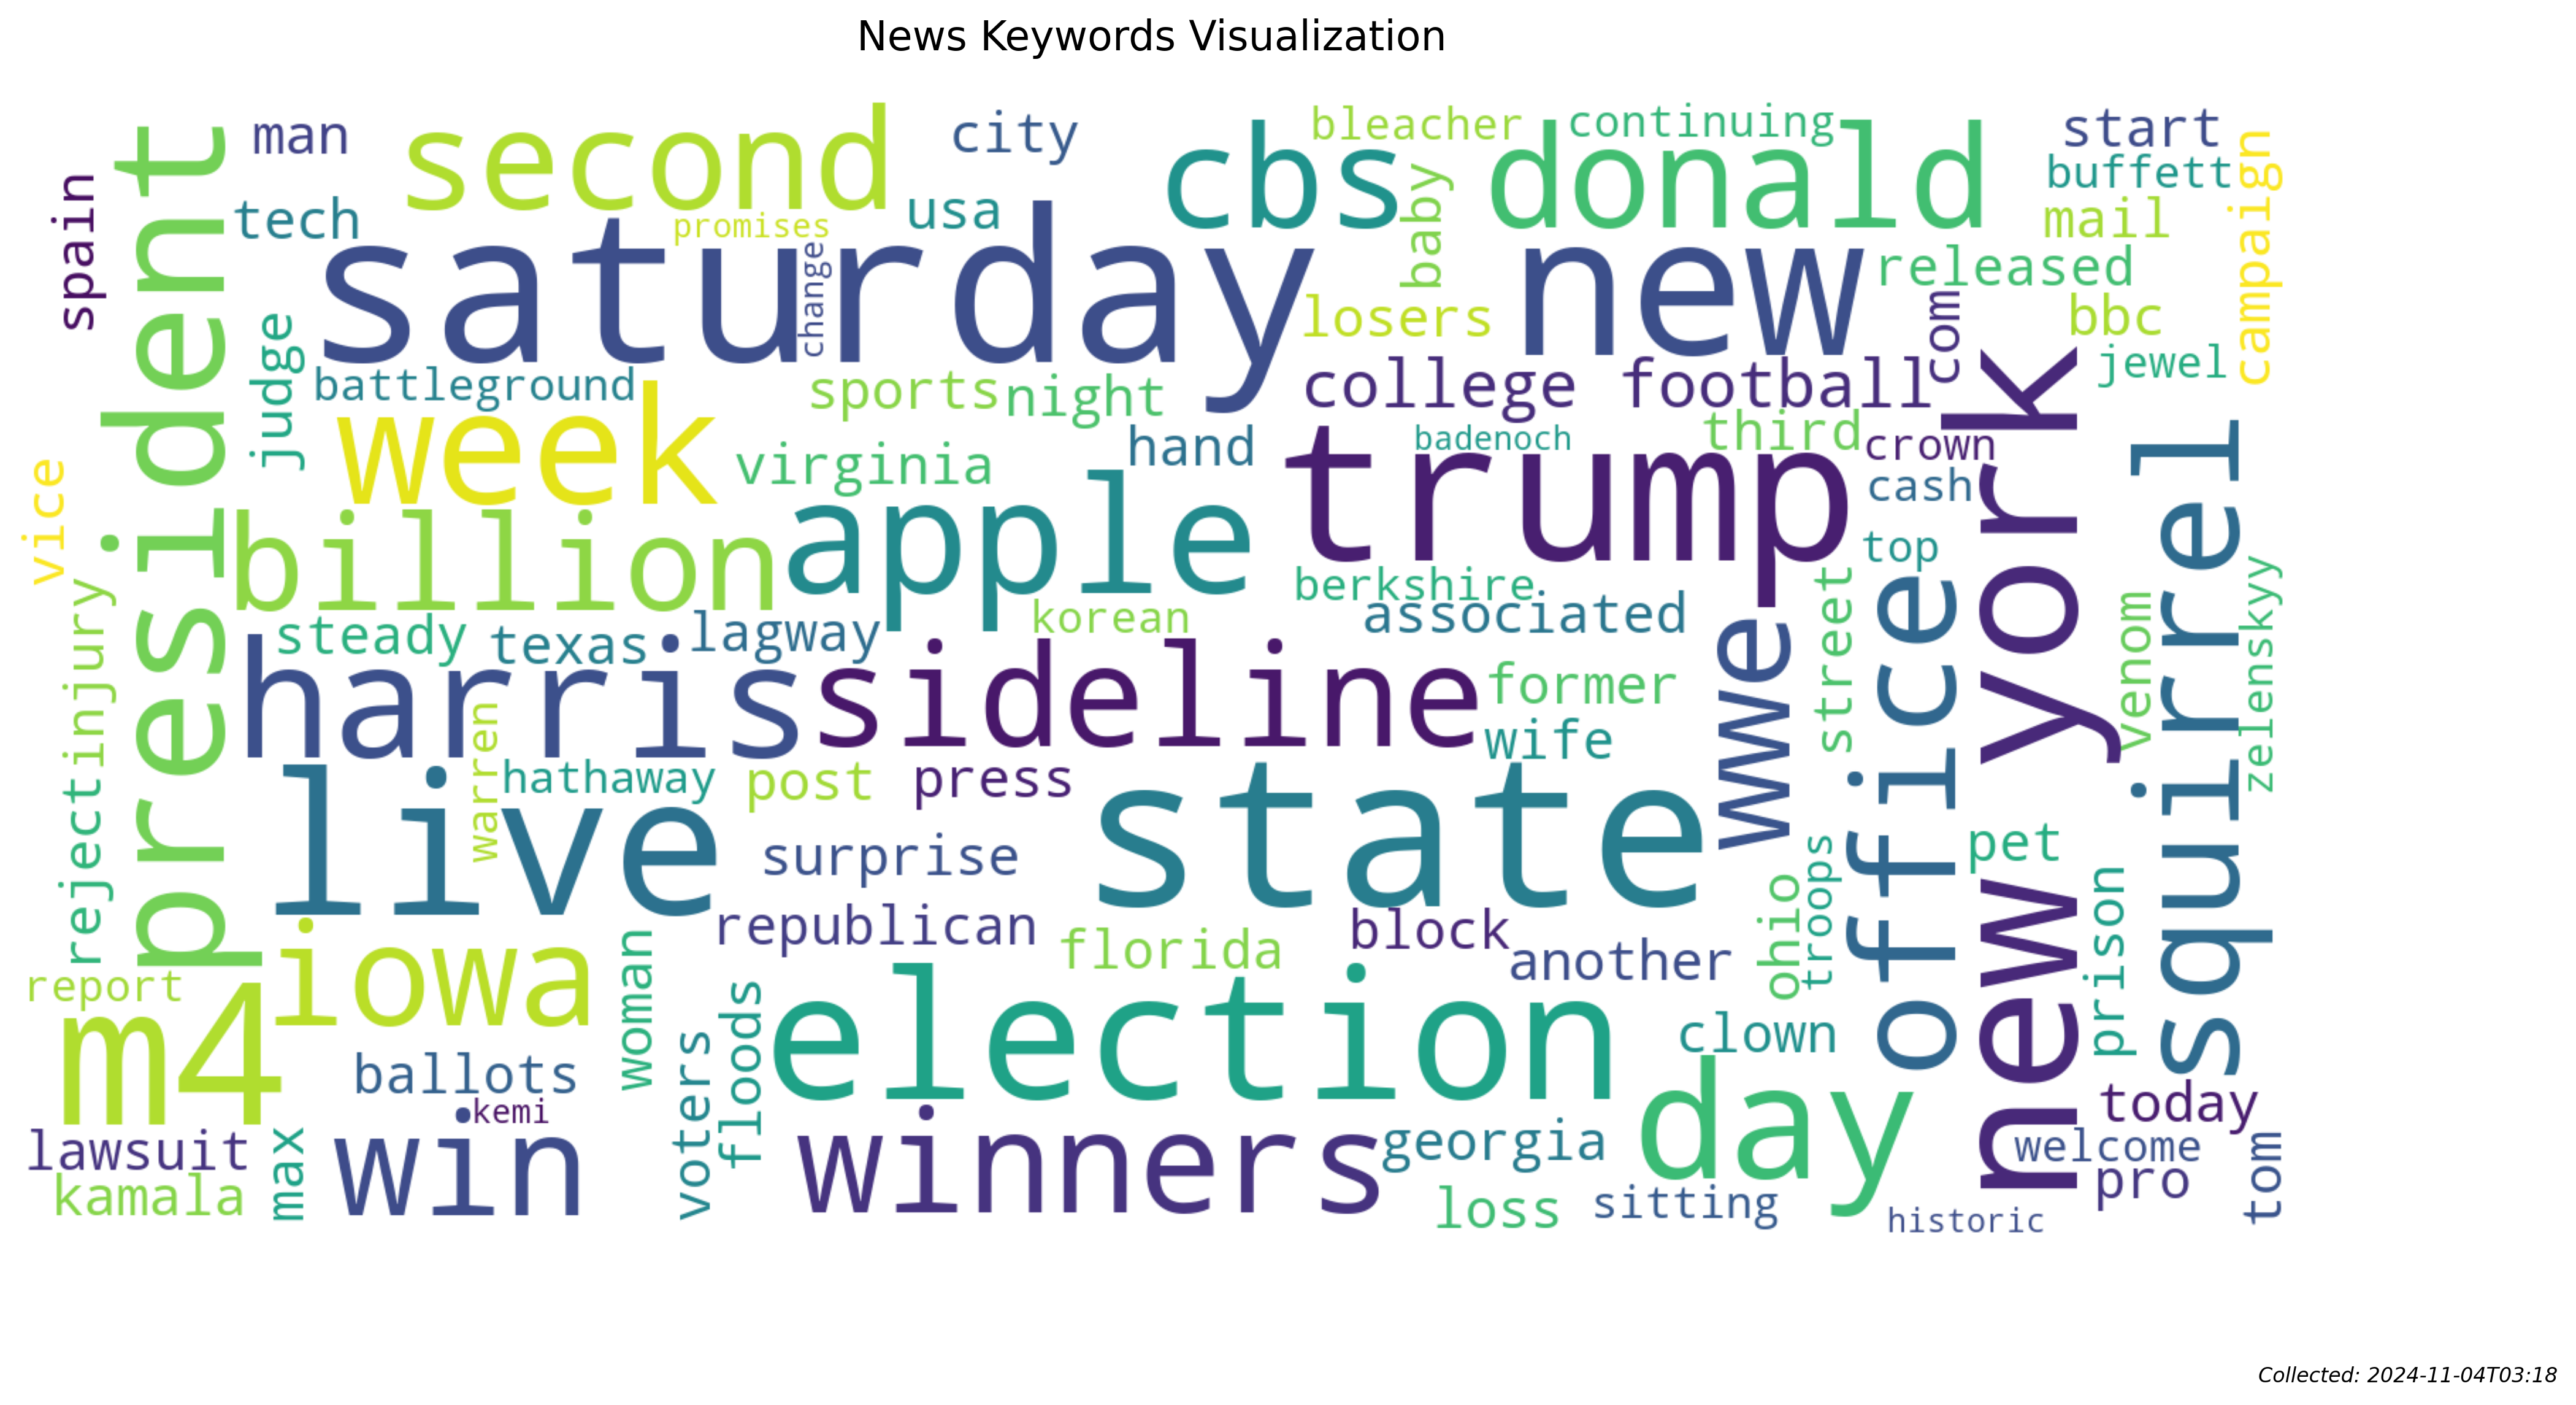 News Keywords Visualization
man
second
city
cbs
bleacher
continuing
donald
start
buffett
campaign
spain
president
tech
promises
usa
baby
mail
saturday
change
new
released
losers
com
bbc
judge
battleground
sports
night
college football
jewel
week
virginia
hand
badenoch
third
crown
new york
vice
trump
cash
squirrel
billion
apple
top
berkshire
injury
korean
associated
street
office
venom
zelenskyy
steady
texas
lagway
harris
sideline
former
wwe
wife
warren
hathaway
post
press
reject
live
state
surprise
troops
pet
republican
florida
block
another
ohio
prison
report
iowa
woman
m4
floods
election
clown
ballots
voters
day
kemi
today
lawsuit
max
win
winners
georgia
welcome
tom
kamala
loss
sitting
pro
historic
Collected: 2024-11-04T03:18